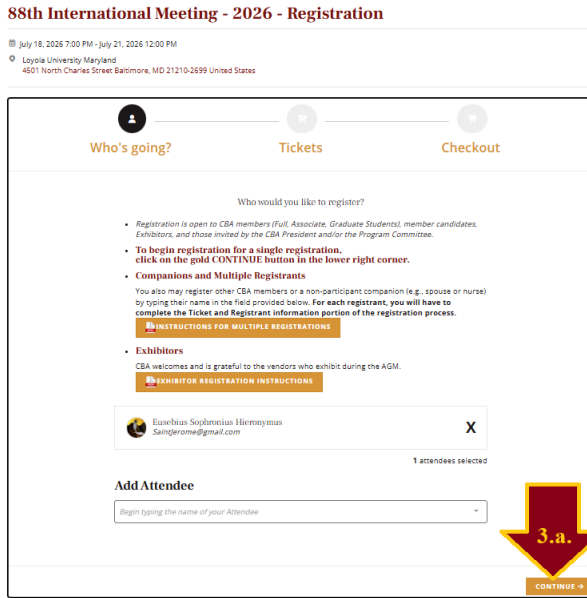 88th International Meeting - 2026 - Registration
July 18, 2026 7:00 PM - July 21, 2026 12:00 PM
Loyola University Maryland
4501 North Charles Street Baltimore, MD 21210-2699 United States
Who's going?
Tickets
Checkout
Who would you like to register?
• Registration is open to CBA members (Full, Associate, Graduate Students), member candidates,
Exhibitors, and those invited by the CBA President and/or the Program Committee.
• To begin registration for a single registration,
click on the gold CONTINUE button in the lower right corner.
• Companions and Multiple Registrants
You also may register other CBA members or a non-participant companion (e.g., spouse or nurse)
by typing their name in the field provided below. For each registrant, you will have to
complete the Ticket and Registrant information portion of the registration process.
INSTRUCTIONS FOR MULTIPLE REGISTRATIONS
• Exhibitors
CBA welcomes and is grateful to the vendors who exhibit during the AGM.
EXHIBITOR REGISTRATION INSTRUCTIONS
Eusebius Sophronius Hieronymus
Saintjerome@gmail.com
X
1 attendees selected
Add Attendee
Begin typing the name of your Attendee
3.a.
CONTINUE →